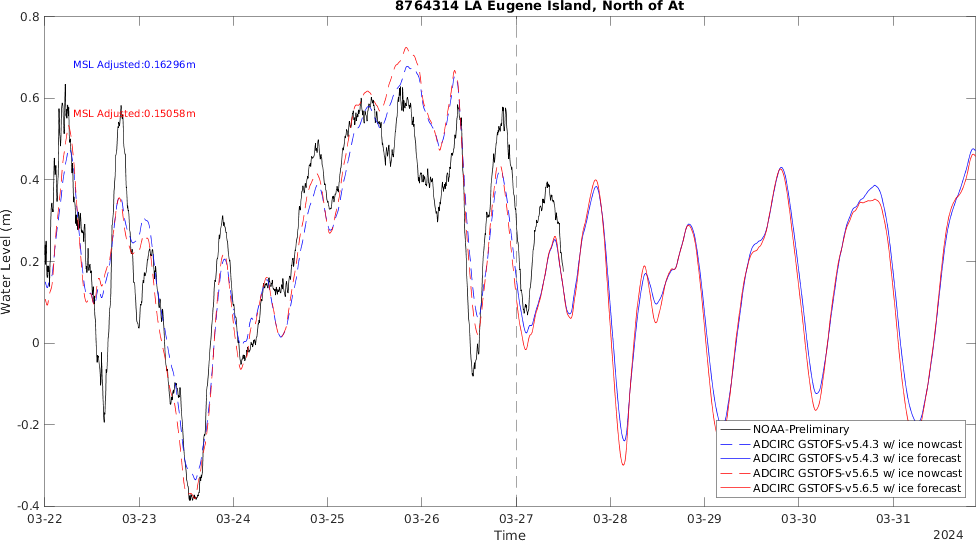 8764314 LA Eugene Island, North of At
0.8
0.6
0.4
0.2
0
-0.2
-0.4
Water Level (m)
MSL Adjusted:0.16296m
MSL Adjusted:0.15058m
NOAA-Preliminary
ADCIRC GSTOFS-v5.4.3 w/ ice nowcast
ADCIRC GSTOFS-v5.4.3 w/ ice forecast
ADCIRC GSTOFS-v5.6.5 w/ ice nowcast
ADCIRC GSTOFS-v5.6.5 w/ ice forecast
03-22 03-23 03-24 03-25 03-26 03-27 03-28 03-29 03-30 03-31
Time
2024